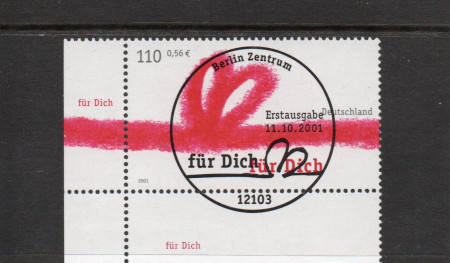 110 0,56 €
Berlin Zentrum
für Dich
Erstausgabe
Deutschland
11.10.2001
für Dich
für Dich
2001
12103
für Dich